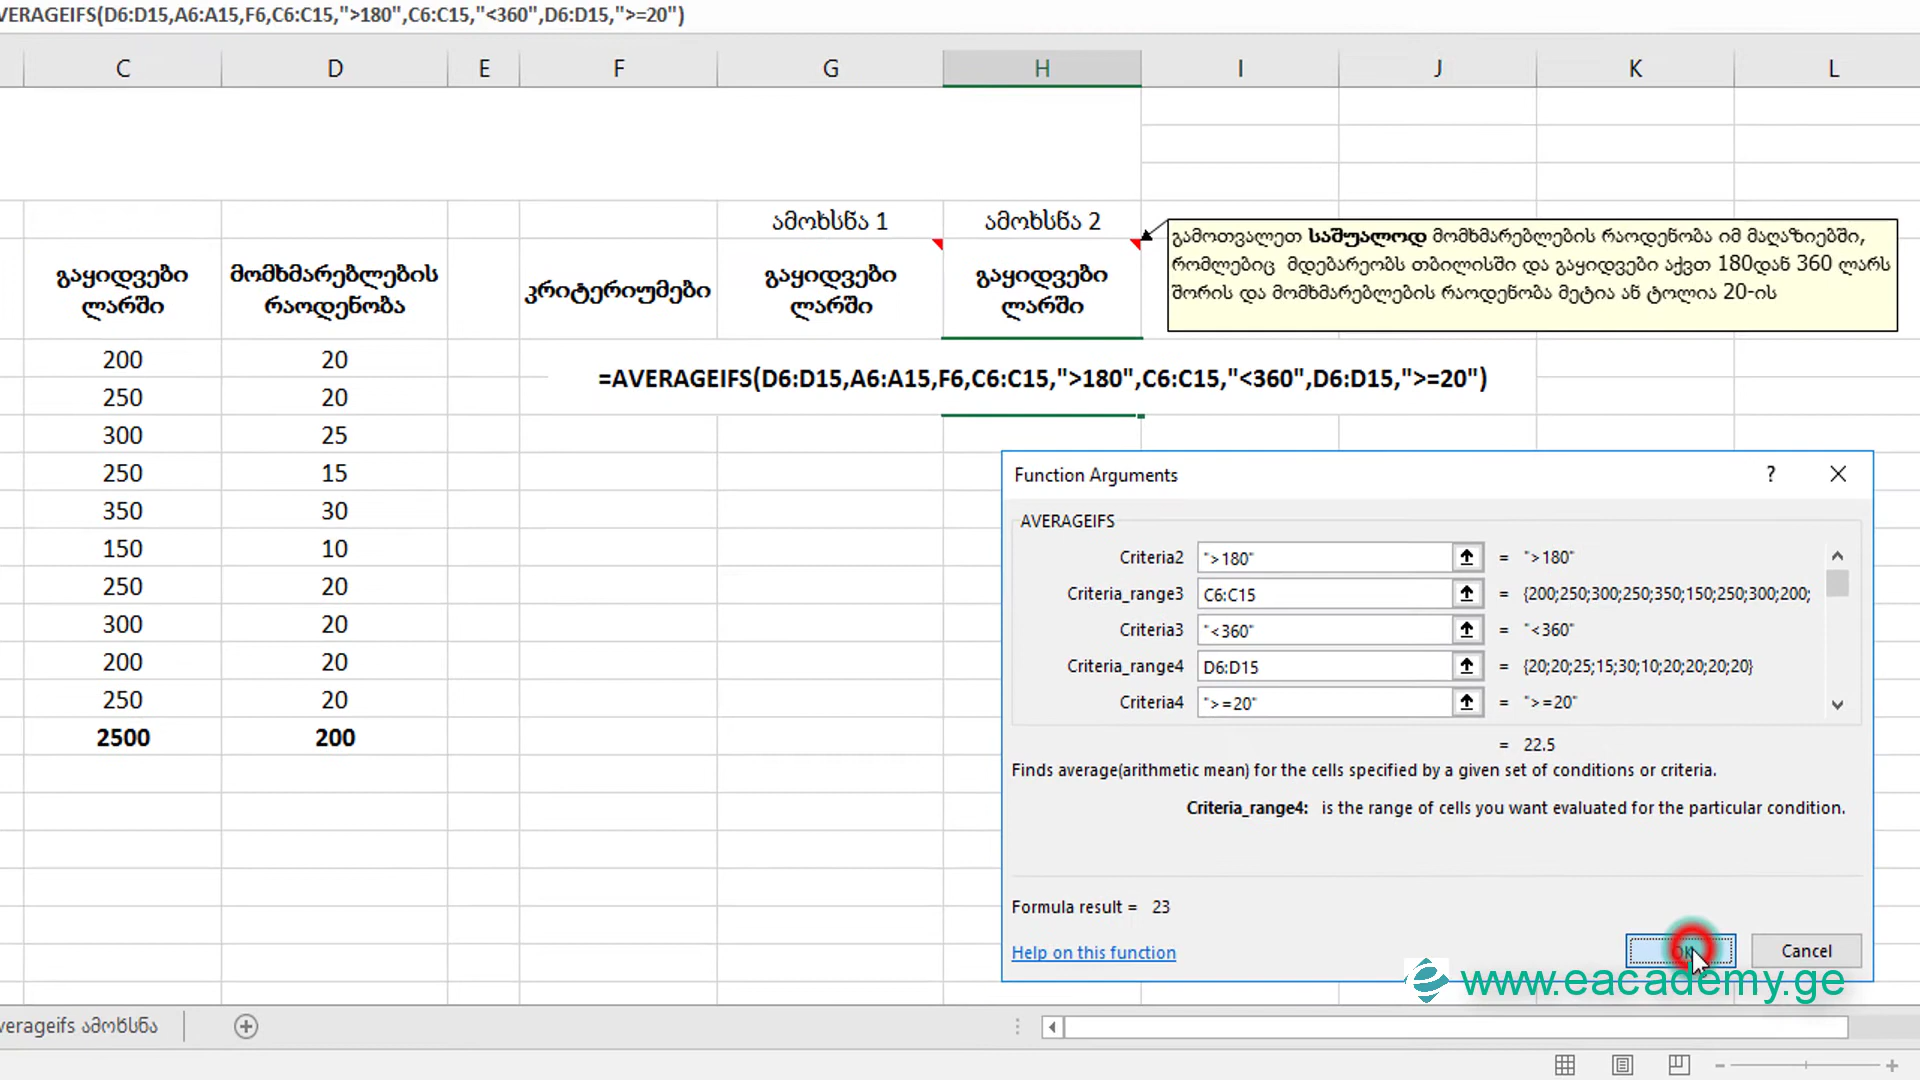 VERAGEIFS(D6:D15,A6:A15,F6,C6:C15,">180",C6:C15,"<360",D6:D15,">=20")
C D E F G H I J K L
ამოხსნა 1 ამოხსნა 2
გამოთვალეთ საშუალოდ მომხმარებლების რაოდენობა იმ მაღაზიებში,
რომლებიც მდებარეობს თბილისში და გაყიდვები აქვთ 180დან 360 ლარს
შორის და მომხმარებლების რაოდენობა მეტია ან ტოლია 20-ის
გაყიდვები მომხმარებლების კრიტერიუმები გაყიდვები გაყიდვები
ლარში რაოდენობა ლარში ლარში
200 20
=AVERAGEIFS(D6:D15,A6:A15,F6,C6:C15,">180",C6:C15,"<360",D6:D15,">=20")
250 20
300 25
250 15
350 30
150 10
250 20
300 20
200 20
250 20
2500 200
Function Arguments ?
AVERAGEIFS
Criteria2 ">180" = ">180"
Criteria_range3 C6:C15 = {200;250;300;250;350;150;250;300;200;
Criteria3 "<360" = "<360"
Criteria_range4 D6:D15 = {20;20;25;15;30;10;20;20;20;20}
Criteria4 ">=20" = ">=20"
= 22.5
Finds average(arithmetic mean) for the cells specified by a given set of conditions or criteria.
Criteria_range4: is the range of cells you want evaluated for the particular condition.
Formula result = 23
Help on this function OK Cancel
www.eacademy.ge
verageifs ამოხსნა